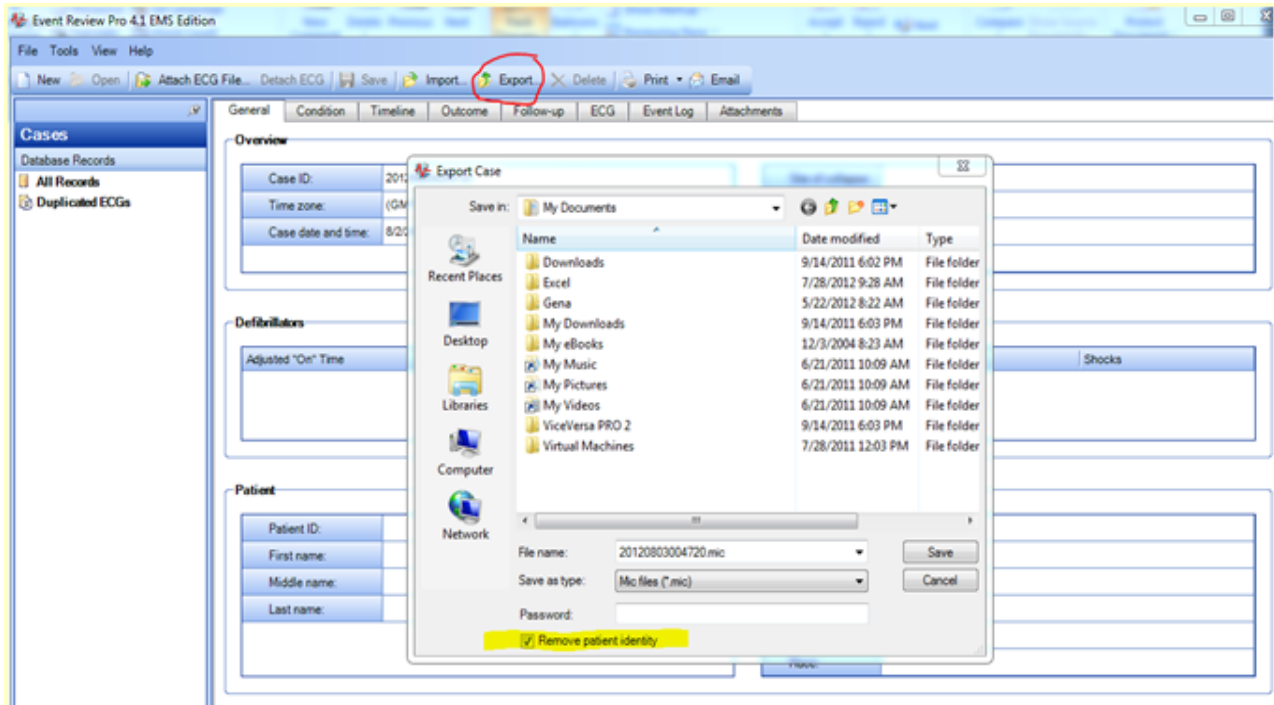 Event Review Pro 4.1 EMS Edition
File Tools View Help
New Open Attach ECG File... Detach ECG Save Import... Export... Delete Print Email
General Condition Timeline Outcome Follow-up ECG Event Log Attachments
Cases
Database Records
All Records
Duplicated ECGs
Overview
Case ID: 2012
Time zone: (GM
Case date and time: 8/2/2
Defibrillators
Adjusted "On" Time Shocks
Patient
Patient ID:
First name:
Middle name:
Last name:
Race:
Export Case
Save in: My Documents
Recent Places
Desktop
Libraries
Computer
Network
Name Date modified Type
Downloads 9/14/2011 6:02 PM File folder
Excel 7/28/2012 9:28 AM File folder
Gena 5/22/2012 8:22 AM File folder
My Downloads 9/14/2011 6:03 PM File folder
My eBooks 12/3/2004 8:23 AM File folder
My Music 6/21/2011 10:09 AM File folder
My Pictures 6/21/2011 10:09 AM File folder
My Videos 6/21/2011 10:09 AM File folder
ViceVersa PRO 2 9/14/2011 6:03 PM File folder
Virtual Machines 7/28/2011 12:03 PM File folder
File name: 20120803004720.mic Save
Save as type: Mic files (*.mic) Cancel
Password:
Remove patient identity